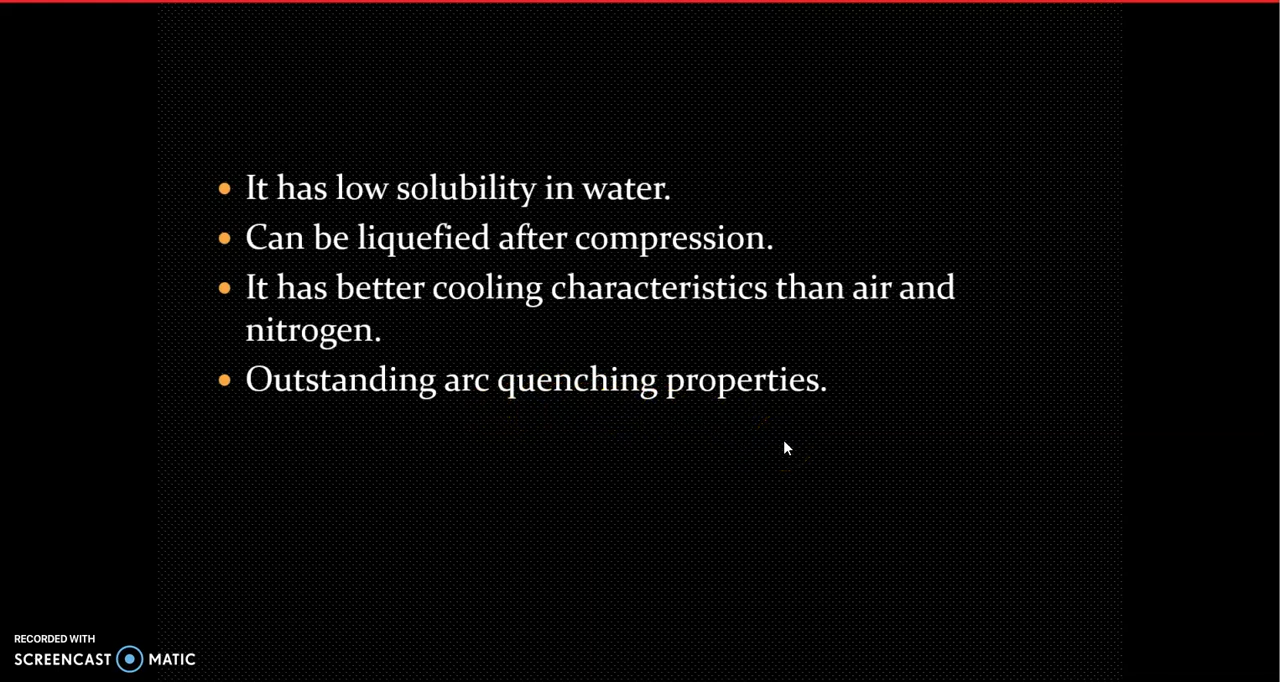 It has low solubility in water.
Can be liquefied after compression.
It has better cooling characteristics than air and
nitrogen.
Outstanding arc quenching properties.
RECORDED WITH
SCREENCAST MATIC